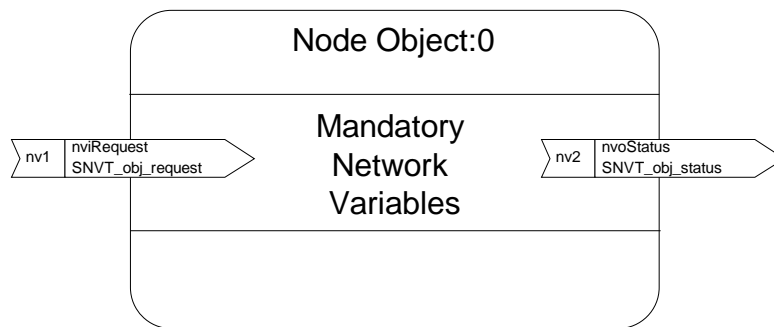 Node Object:0
Mandatory
Network
Variables
nv1
nviRequest
SNVT_obj_request
nv2
nvoStatus
SNVT_obj_status